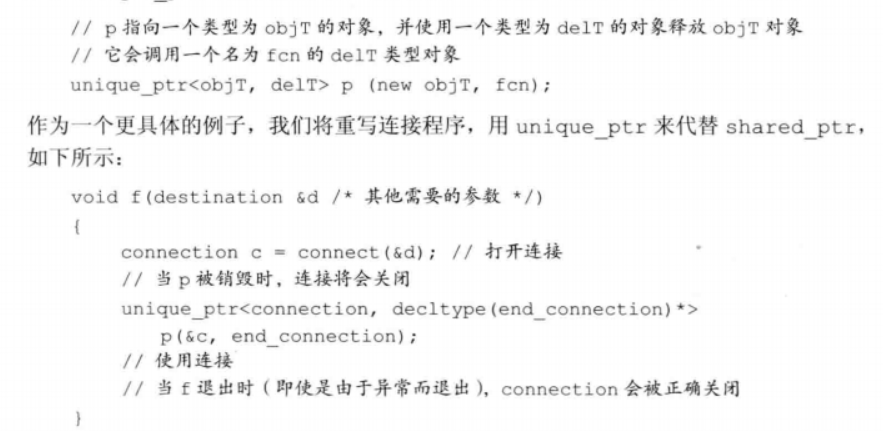 // p 指向一个类型为 objT 的对象，并使用一个类型为 delT 的对象释放 objT 对象
// 它会调用一个名为 fcn 的 delT 类型对象
unique_ptr<objT, delT> p (new objT, fcn);
作为一个更具体的例子，我们将重写连接程序，用 unique_ptr 来代替 shared_ptr，
如下所示：
void f(destination &d /* 其他需要的参数 */)
{
connection c = connect(&d); // 打开连接
// 当 p 被销毁时，连接将会关闭
unique_ptr<connection, decltype(end_connection)*>
p(&c, end_connection);
// 使用连接
// 当 f 退出时（即使是由于异常而退出），connection 会被正确关闭
}